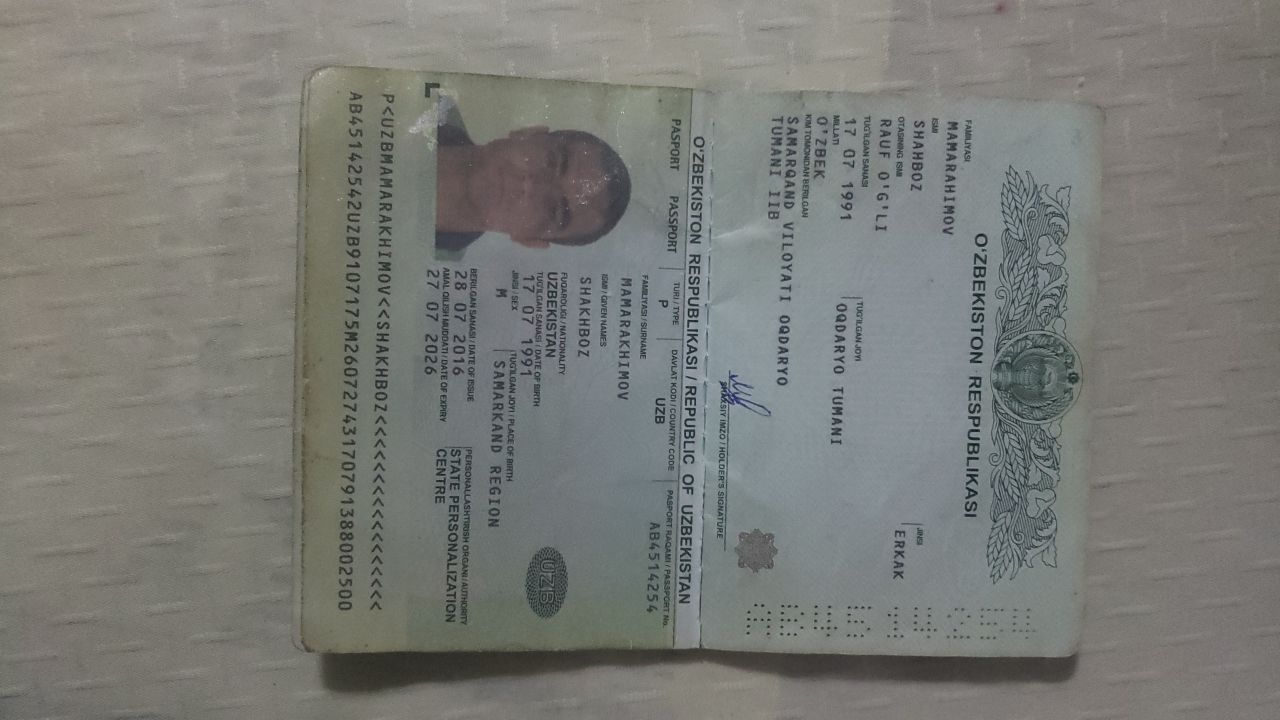 O'ZBEKISTON RESPUBLIKASI
FAMILIYASI
MAMARAHIMOV
ISMI
SHAHBOZ
JINSI
ERKAK
OTASINING ISMI
RAUF O'G'LI
TUG'ILGAN SANASI
17 07 1991
TUG'ILGAN JOYI
OQDARYO TUMANI
MILLATI
O'ZBEK
KIM TOMONIDAN BERILGAN
SAMARQAND VILOYATI OQDARYO
TUMANI IIB
SHAXSIY IMZO / HOLDER'S SIGNATURE
O'ZBEKISTON RESPUBLIKASI / REPUBLIC OF UZBEKISTAN
PASPORT PASSPORT
TURI / TYPE
P
DAVLAT KODI / COUNTRY CODE
UZB
PASPORT RAQAMI / PASSPORT No.
AB4514254
FAMILIYASI / SURNAME
MAMARAKHIMOV
ISMI / GIVEN NAMES
SHAKHBOZ
FUQAROLIGI / NATIONALITY
UZBEKISTAN
TUG'ILGAN SANASI / DATE OF BIRTH
17 07 1991
JINSI / SEX
M
TUG'ILGAN JOYI / PLACE OF BIRTH
SAMARKAND REGION
BERILGAN SANASI / DATE OF ISSUE
28 07 2016
PERSONALLASHTIRISH ORGANI / AUTHORITY
STATE PERSONALIZATION
CENTRE
AMAL QILISH MUDDATI / DATE OF EXPIRY
27 07 2026
UZB
P<UZBMAMARAKHIMOV<<SHAKHBOZ<<<<<<<<<<<<<<<<<
AB45142542UZB9107175M26072743170791388002500